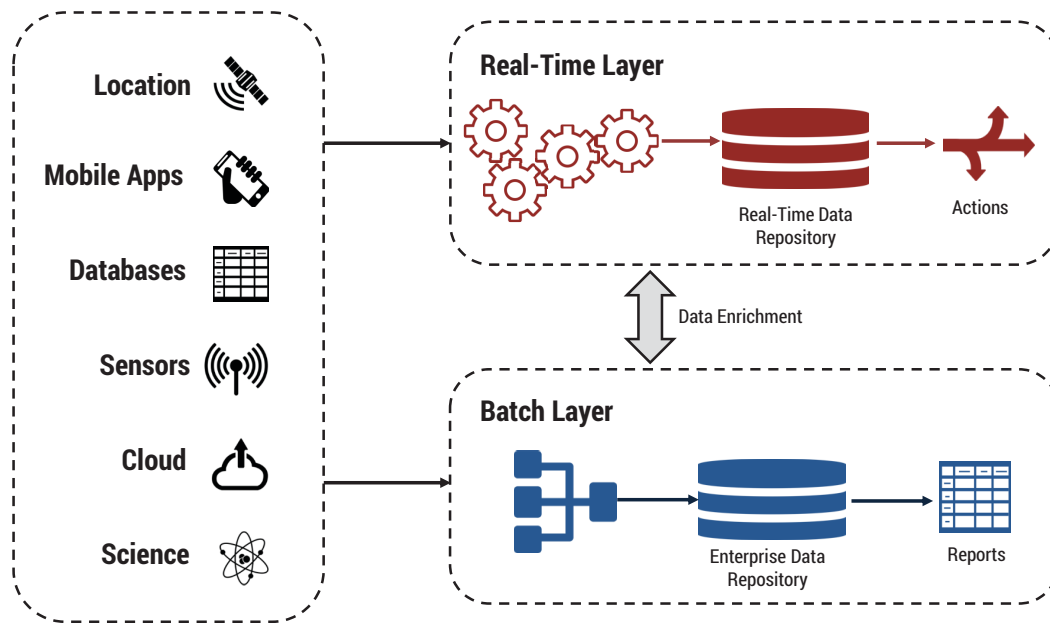 Location
Mobile Apps
Databases
Sensors
Cloud
Science
Real-Time Layer
Real-Time Data
Repository
Actions
Data Enrichment
Batch Layer
Enterprise Data
Repository
Reports